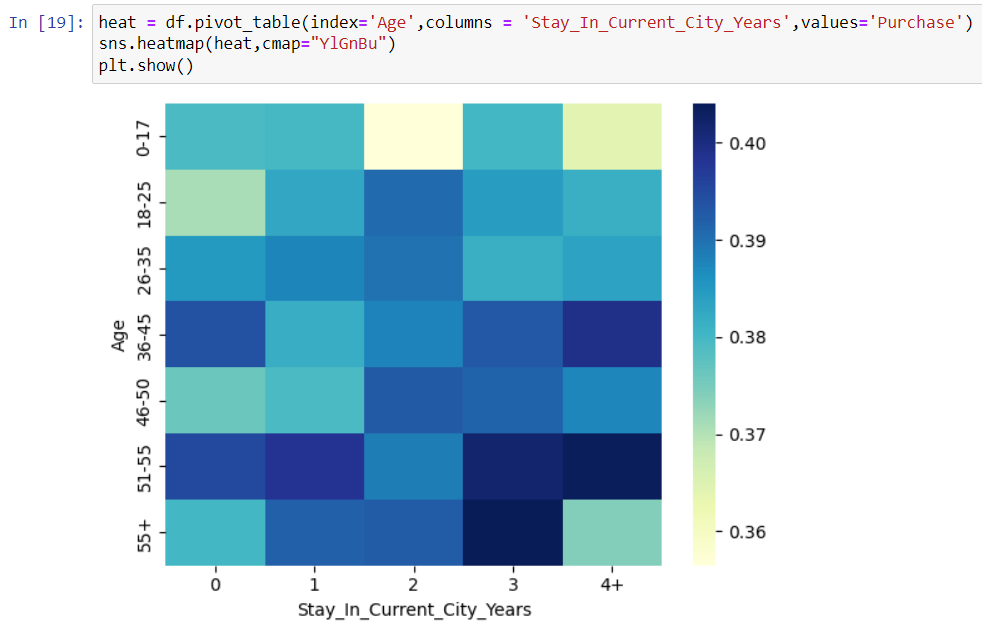 In [19]:
heat = df.pivot_table(index='Age',columns = 'Stay_In_Current_City_Years',values='Purchase')
sns.heatmap(heat,cmap="YlGnBu")
plt.show()
Age
0-17
18-25
26-35
36-45
46-50
51-55
55+
0 1 2 3 4+
Stay_In_Current_City_Years
0.40
0.39
0.38
0.37
0.36